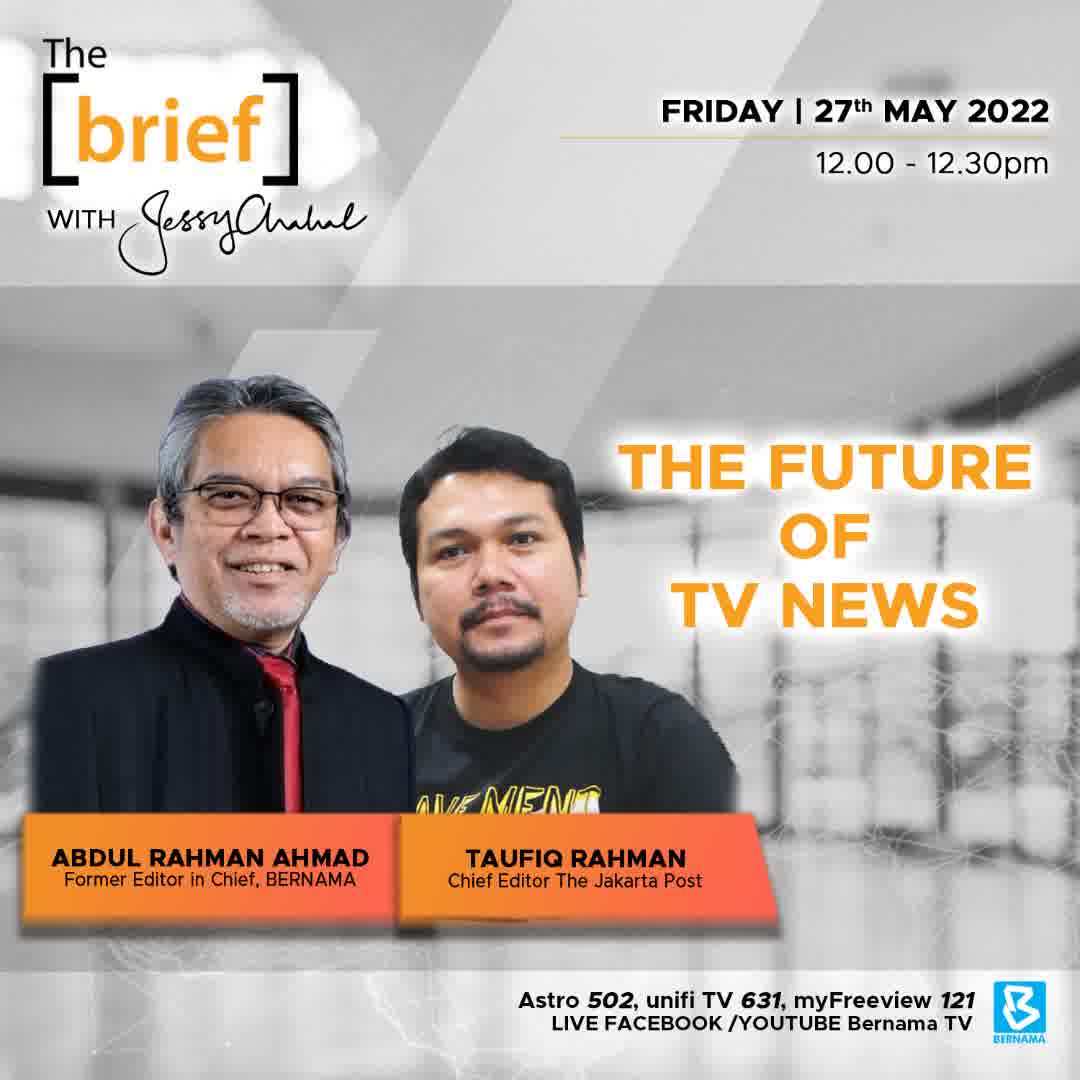 The
[brief]
WITH Jessy Chahal
FRIDAY | 27th MAY 2022
12.00 - 12.30pm
THE FUTURE
OF
TV NEWS
ABDUL RAHMAN AHMAD
Former Editor in Chief, BERNAMA
TAUFIQ RAHMAN
Chief Editor The Jakarta Post
Astro 502, unifi TV 631, myFreeview 121
LIVE FACEBOOK /YOUTUBE Bernama TV
BERNAMA